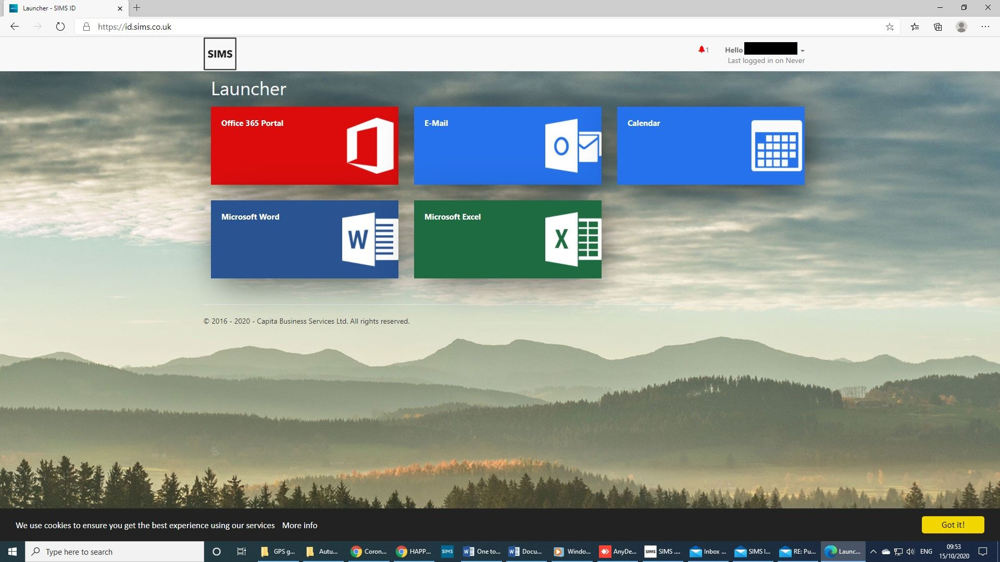 Launcher - SIMS ID
https://id.sims.co.uk
SIMS
1
Hello
Last logged in on Never
Launcher
Office 365 Portal
E-Mail
Calendar
Microsoft Word
Microsoft Excel
© 2016 - 2020 - Capita Business Services Ltd. All rights reserved.
We use cookies to ensure you get the best experience using our services More info
Got it!
Type here to search
GPS g...
Autu...
Coron...
HAPP...
SIMS
One to...
Docu...
Windo...
AnyDe...
SIMS ...
Inbox ...
SIMS I...
RE: Pu...
Launc...
ENG
09:53
15/10/2020